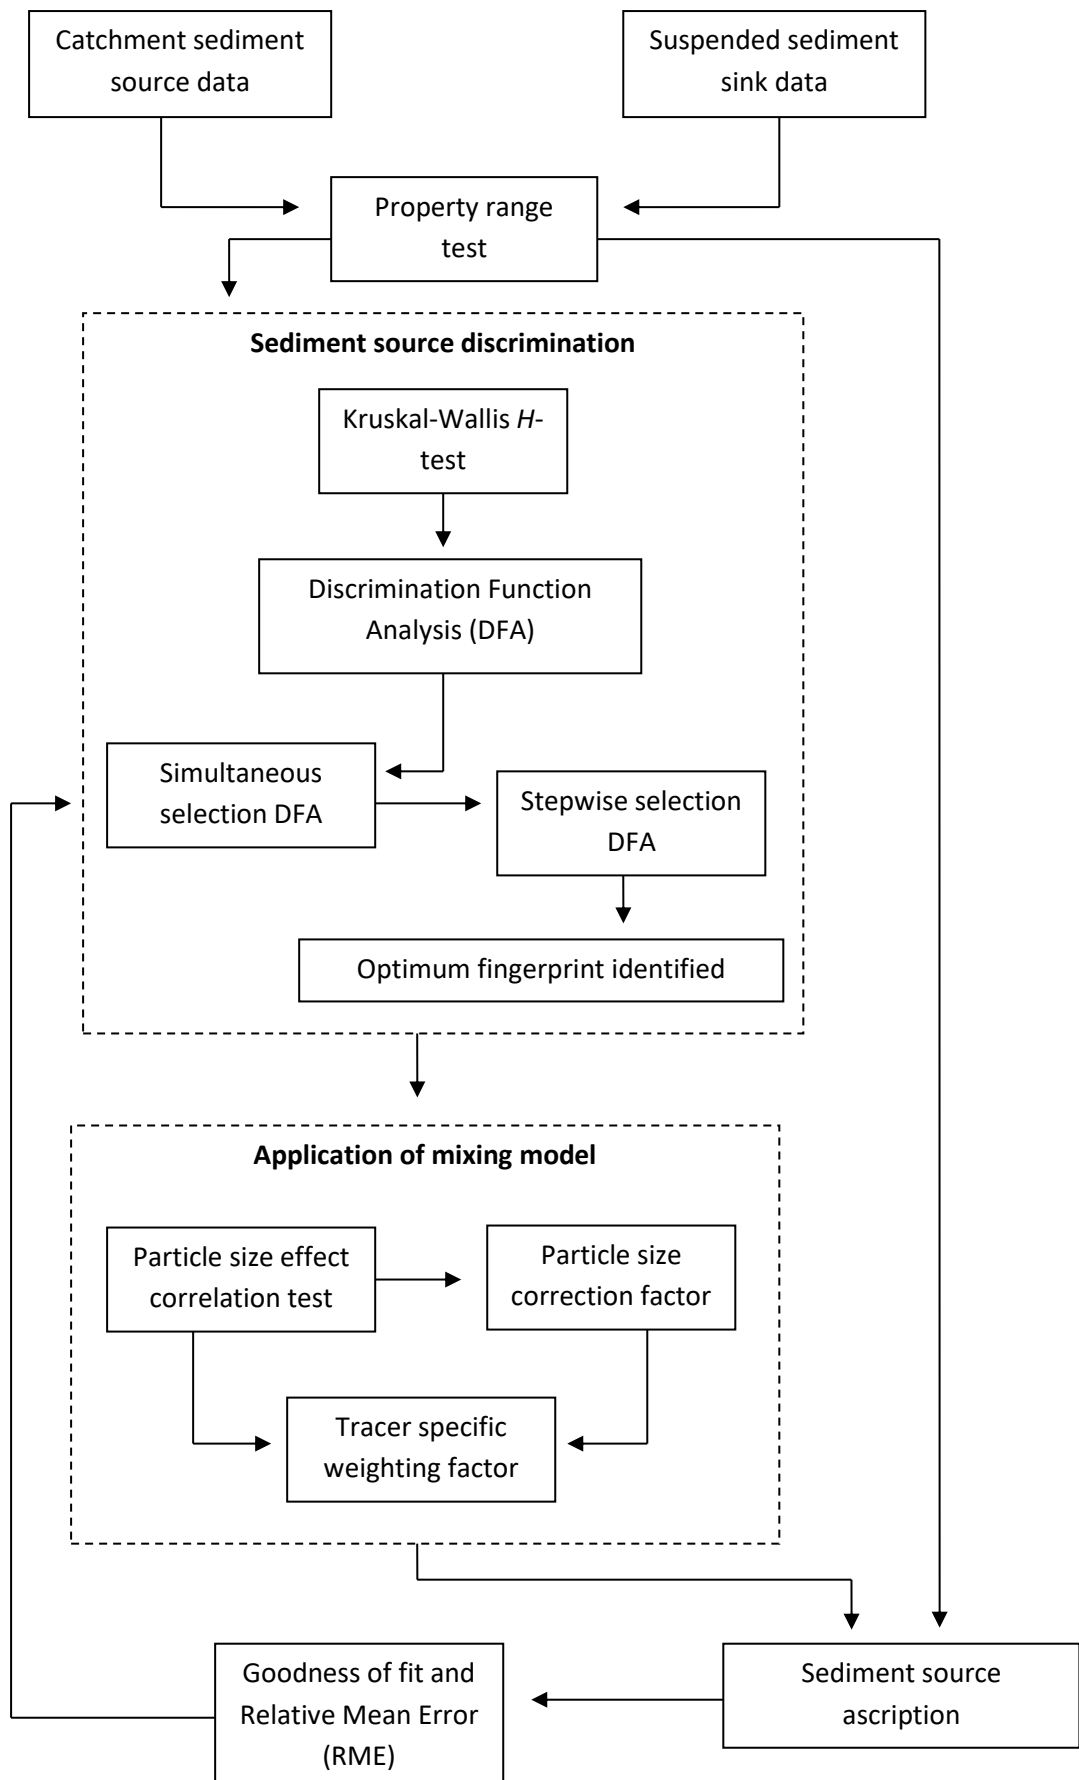 Catchment sediment
source data
Suspended sediment
sink data
Property range
test
Sediment source discrimination
Kruskal-Wallis H-
test
Discrimination Function
Analysis (DFA)
Simultaneous
selection DFA
Stepwise selection
DFA
Optimum fingerprint identified
Application of mixing model
Particle size effect
correlation test
Particle size
correction factor
Tracer specific
weighting factor
Goodness of fit and
Relative Mean Error
(RME)
Sediment source
ascription